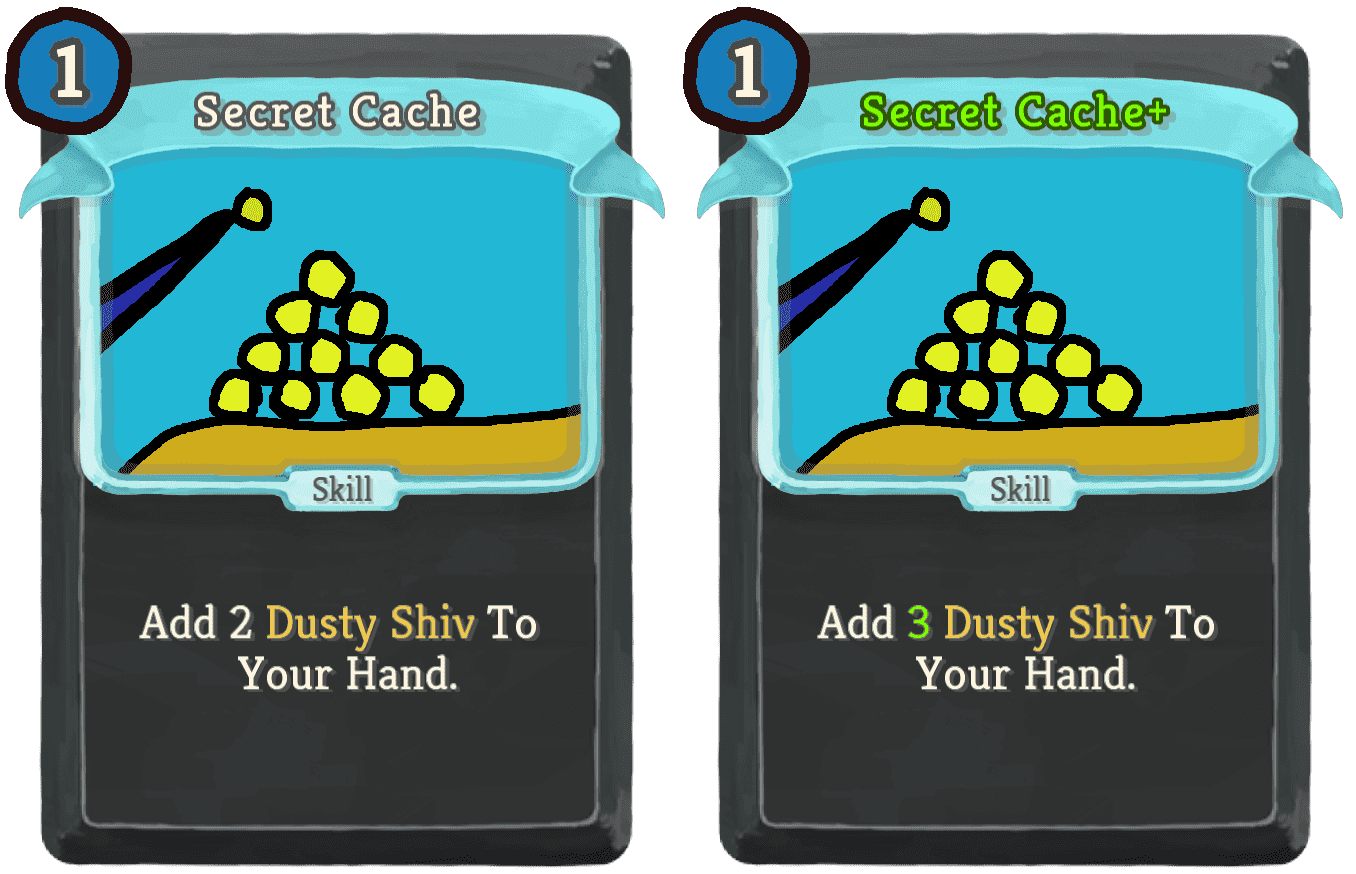 1
Secret Cache
Skill
Add 2 Dusty Shiv To
Your Hand.
1
Secret Cache+
Skill
Add 3 Dusty Shiv To
Your Hand.